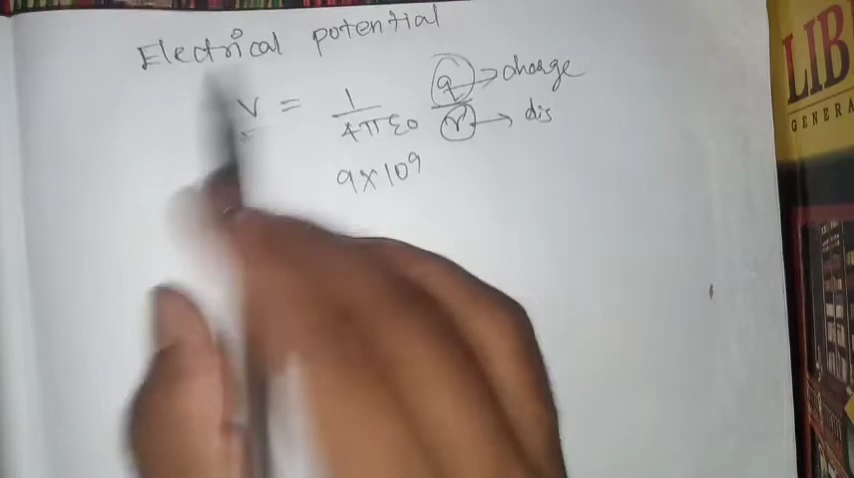 Electrical potential
V = 1/4πε0 q/r → charge
→ dis
9×10⁹
LIB
GENERA